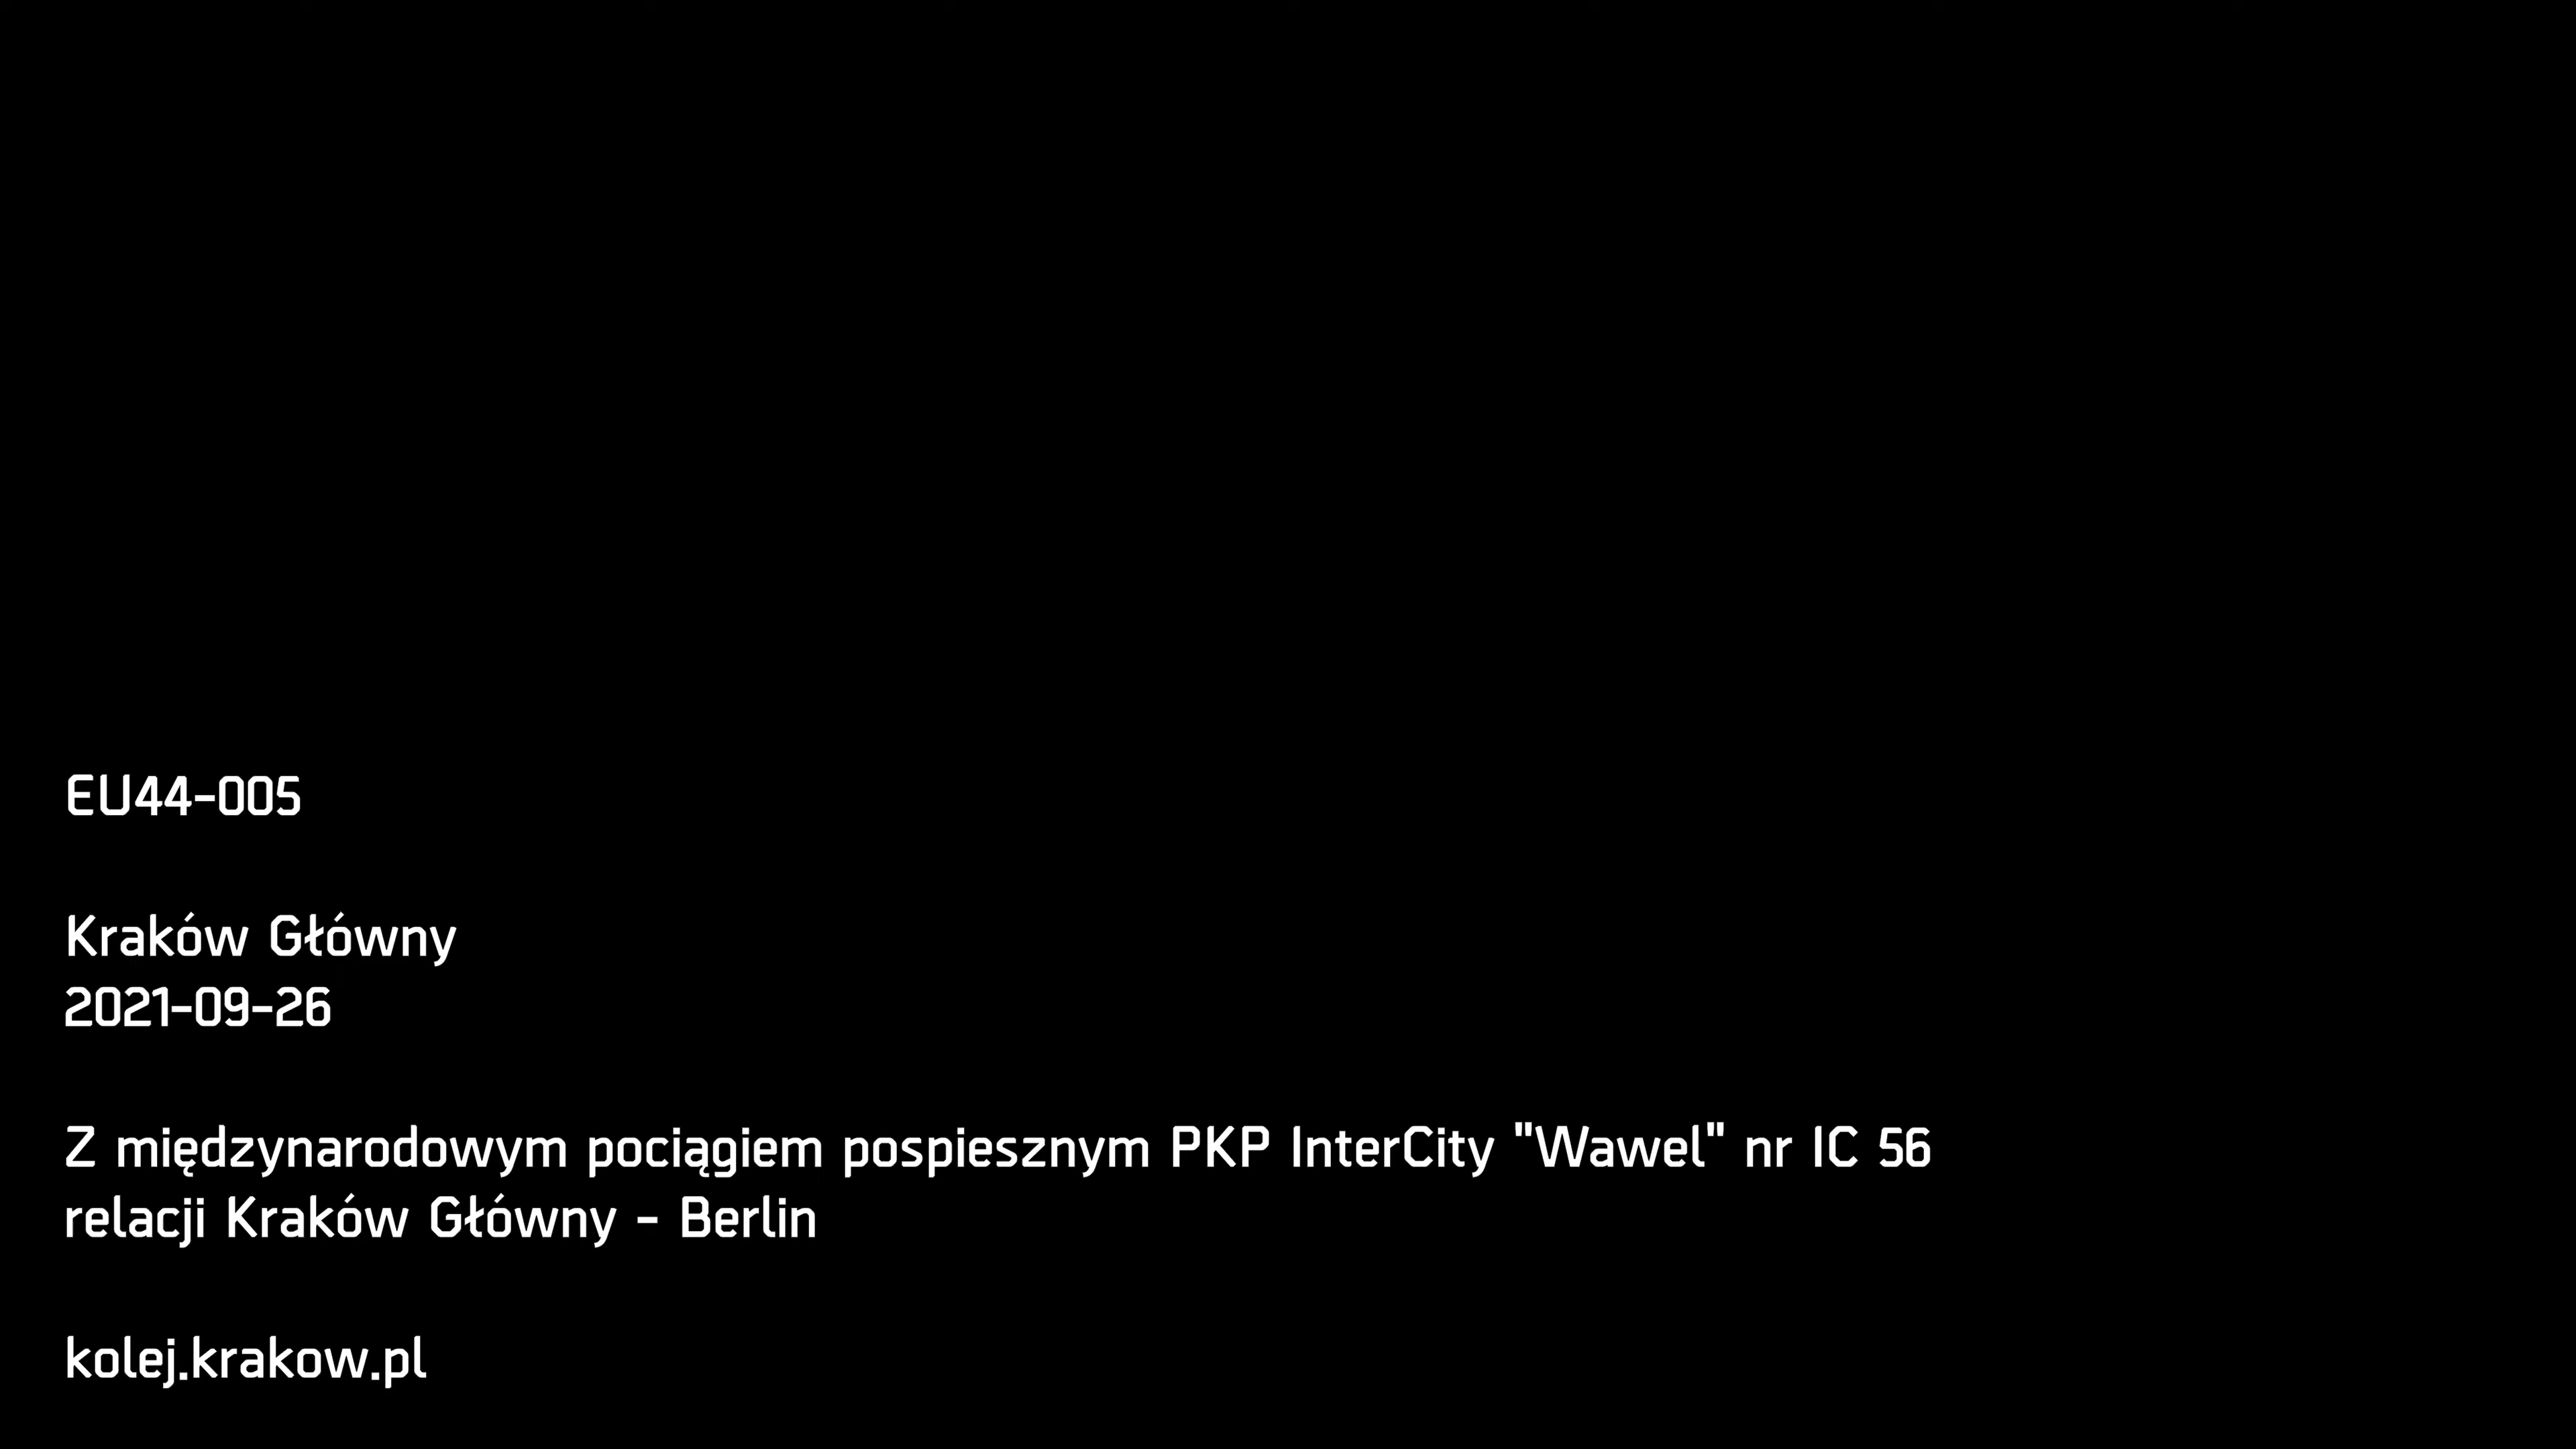 EU44-005
Kraków Główny
2021-09-26
Z międzynarodowym pociągiem pospiesznym PKP InterCity "Wawel" nr IC 56
relacji Kraków Główny - Berlin
kolej.krakow.pl